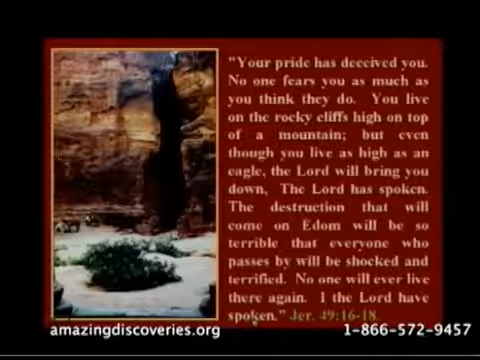 "Your pride has deceived you.
No one fears you as much as
you think they do. You live
on the rocky cliffs high on top
of a mountain; but even
though you live as high as an
eagle, the Lord will bring you
down, The Lord has spoken.
The destruction that will
come on Edom will be so
terrible that everyone who
passes by will be shocked and
terrified. No one will ever live
there again. I the Lord have
spoken." Jer. 49:16-18.
amazingdiscoveries.org
1-866-572-9457